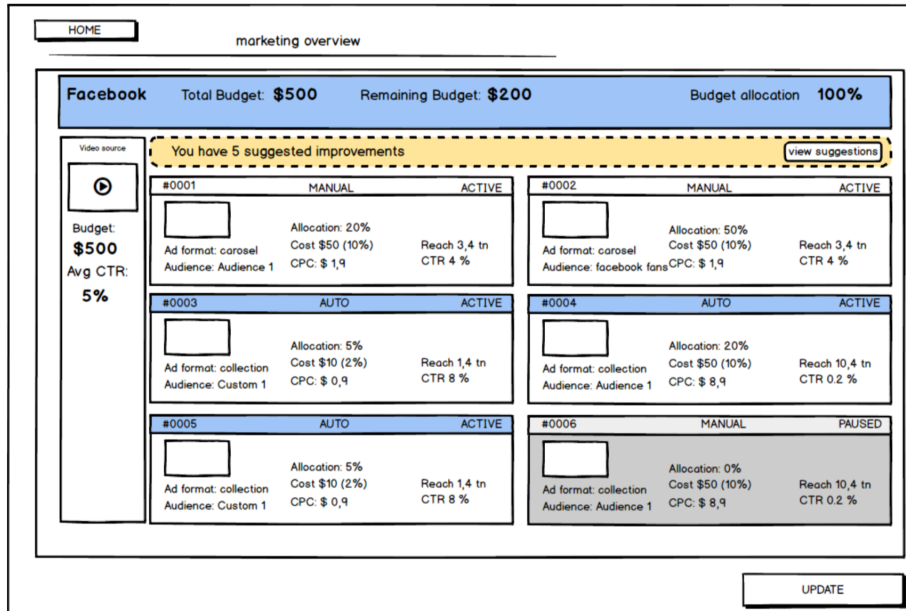 HOME
marketing overview
Facebook Total Budget: $500 Remaining Budget: $200 Budget allocation 100%
Video source
Budget:
$500
Avg CTR:
5%
You have 5 suggested improvements view suggestions
#0001 MANUAL ACTIVE
Allocation: 20%
Ad format: carosel Cost $50 (10%) Reach 3,4 tn
Audience: Audience 1 CPC: $ 1,9 CTR 4 %
#0002 MANUAL ACTIVE
Allocation: 50%
Ad format: carosel Cost $50 (10%) Reach 3,4 tn
Audience: facebook fans CPC: $ 1,9 CTR 4 %
#0003 AUTO ACTIVE
Allocation: 5%
Ad format: collection Cost $10 (2%) Reach 1,4 tn
Audience: Custom 1 CPC: $ 0,9 CTR 8 %
#0004 AUTO ACTIVE
Allocation: 20%
Ad format: collection Cost $50 (10%) Reach 10,4 tn
Audience: Audience 1 CPC: $ 8,9 CTR 0.2 %
#0005 AUTO ACTIVE
Allocation: 5%
Ad format: collection Cost $10 (2%) Reach 1,4 tn
Audience: Custom 1 CPC: $ 0,9 CTR 8 %
#0006 MANUAL PAUSED
Allocation: 0%
Ad format: collection Cost $50 (10%) Reach 10,4 tn
Audience: Audience 1 CPC: $ 8,9 CTR 0.2 %
UPDATE